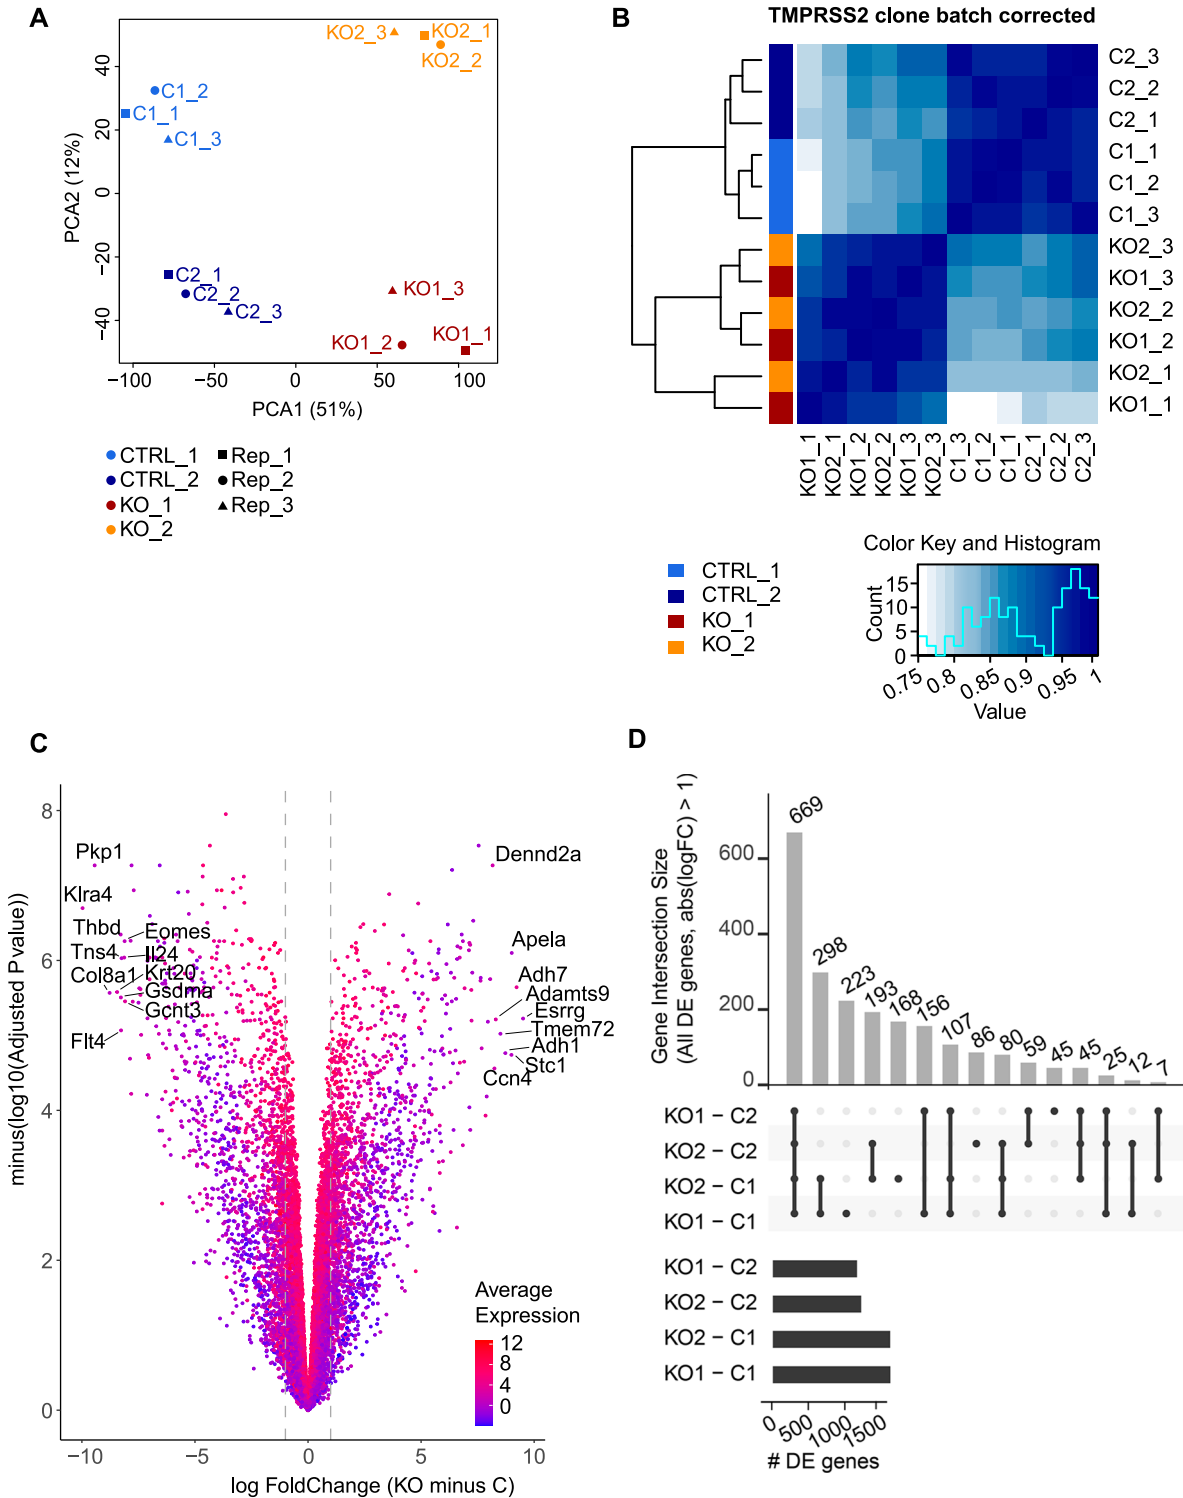 A
KO2_3
KO2_1
KO2_2
C1_2
C1_1
C1_3
C2_1
C2_2
C2_3
KO1_3
KO1_2
KO1_1
PCA2 (12%)
40
20
0
−20
−40
−100
−50
0
50
100
PCA1 (51%)
CTRL_1
CTRL_2
KO_1
KO_2
Rep_1
Rep_2
Rep_3
B
TMPRSS2 clone batch corrected
C2_3
C2_2
C2_1
C1_1
C1_2
C1_3
KO2_3
KO1_3
KO2_2
KO1_2
KO2_1
KO1_1
KO1_1
KO2_1
KO1_2
KO2_2
KO1_3
KO2_3
C1_3
C1_2
C1_1
C2_1
C2_2
C2_3
CTRL_1
CTRL_2
KO_1
KO_2
Color Key and Histogram
Count
15
10
5
0
0.75
0.8
0.85
0.9
0.95
1
Value
C
minus(log10(Adjusted Pvalue))
8
6
4
2
0
Pkp1
Klra4
Thbd
Eomes
Tns4
Il24
Col8a1
Krt20
Gsdma
Gcnt3
Flt4
Dennd2a
Apela
Adh7
Adamts9
Esrrg
Tmem72
Adh1
Stc1
Ccn4
Average
Expression
12
8
4
0
−10
−5
0
5
10
log FoldChange (KO minus C)
D
Gene Intersection Size
(All DE genes, abs(logFC) > 1)
600
400
200
0
669
298
223
193
168
156
107
86
80
59
45
45
25
12
7
KO1 − C2
KO2 − C2
KO2 − C1
KO1 − C1
KO1 − C2
KO2 − C2
KO2 − C1
KO1 − C1
0
500
1000
1500
# DE genes